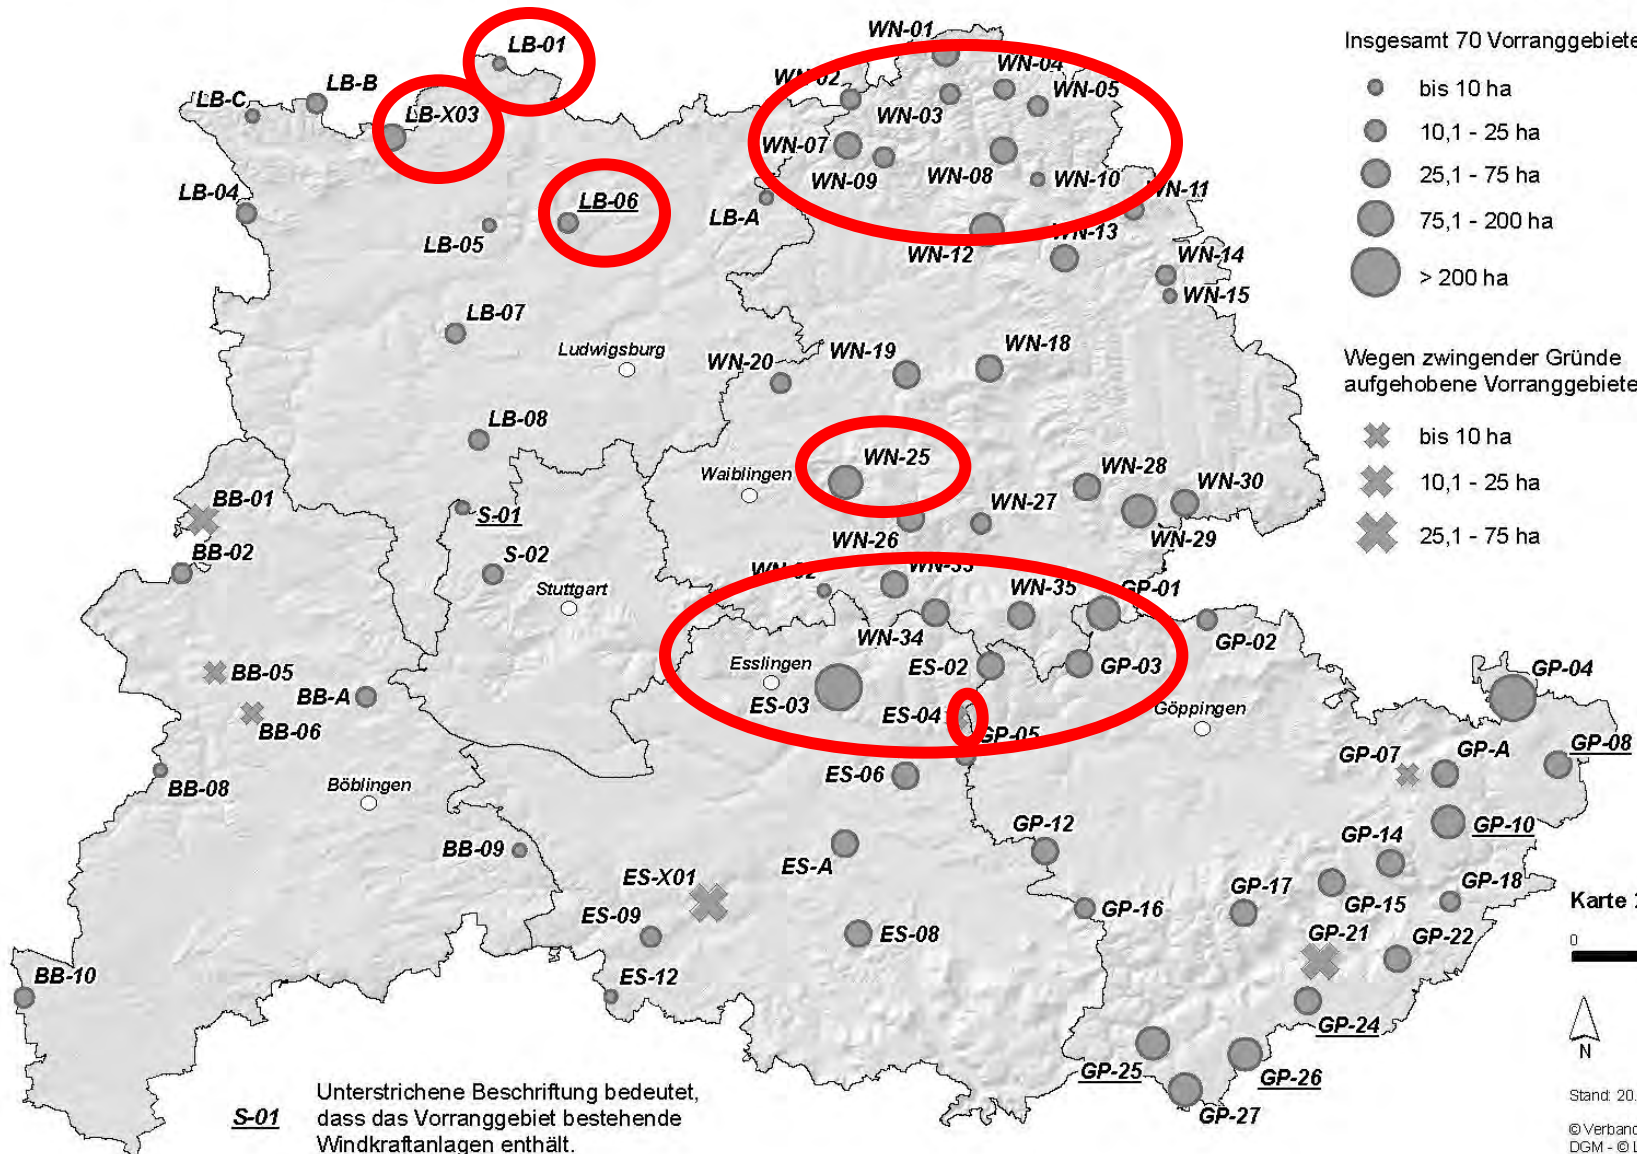 WN-01
LB-01
Insgesamt 70 Vorranggebiete
WN-02
WN-04
LB-B
LB-C
LB-X03
WN-03
WN-05
bis 10 ha
10,1 - 25 ha
WN-07
WN-09
WN-08
WN-10
25,1 - 75 ha
LB-04
LB-06
LB-A
WN-11
LB-05
WN-12
WN-13
75,1 - 200 ha
WN-14
> 200 ha
WN-15
LB-07
Ludwigsburg
WN-20
WN-19
WN-18
Wegen zwingender Gründe
aufgehobene Vorranggebiete
LB-08
bis 10 ha
WN-25
Waiblingen
WN-28
WN-30
10,1 - 25 ha
BB-01
S-01
WN-27
WN-26
WN-29
25,1 - 75 ha
BB-02
S-02
Stuttgart
WN-33
WN-35
GP-01
WN-34
GP-02
Esslingen
ES-02
GP-03
BB-05
BB-A
ES-03
ES-04
GP-04
BB-06
GP-05
Göppingen
GP-A
GP-08
BB-08
Böblingen
ES-06
GP-07
GP-12
GP-10
BB-09
ES-A
GP-14
ES-X01
GP-17
GP-18
ES-09
GP-16
GP-15
Karte
ES-08
GP-21
GP-22
0
BB-10
ES-12
GP-24
N
GP-25
GP-26
Stand: 20.
GP-27
S-01
Unterstrichene Beschriftung bedeutet,
dass das Vorranggebiet bestehende
Windkraftanlagen enthält.
© Verband
DGM - ©